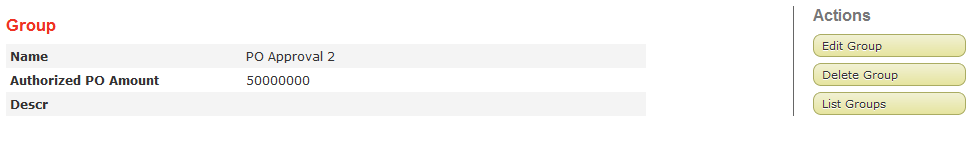 Group
Name PO Approval 2
Authorized PO Amount 50000000
Descr
Actions
Edit Group
Delete Group
List Groups